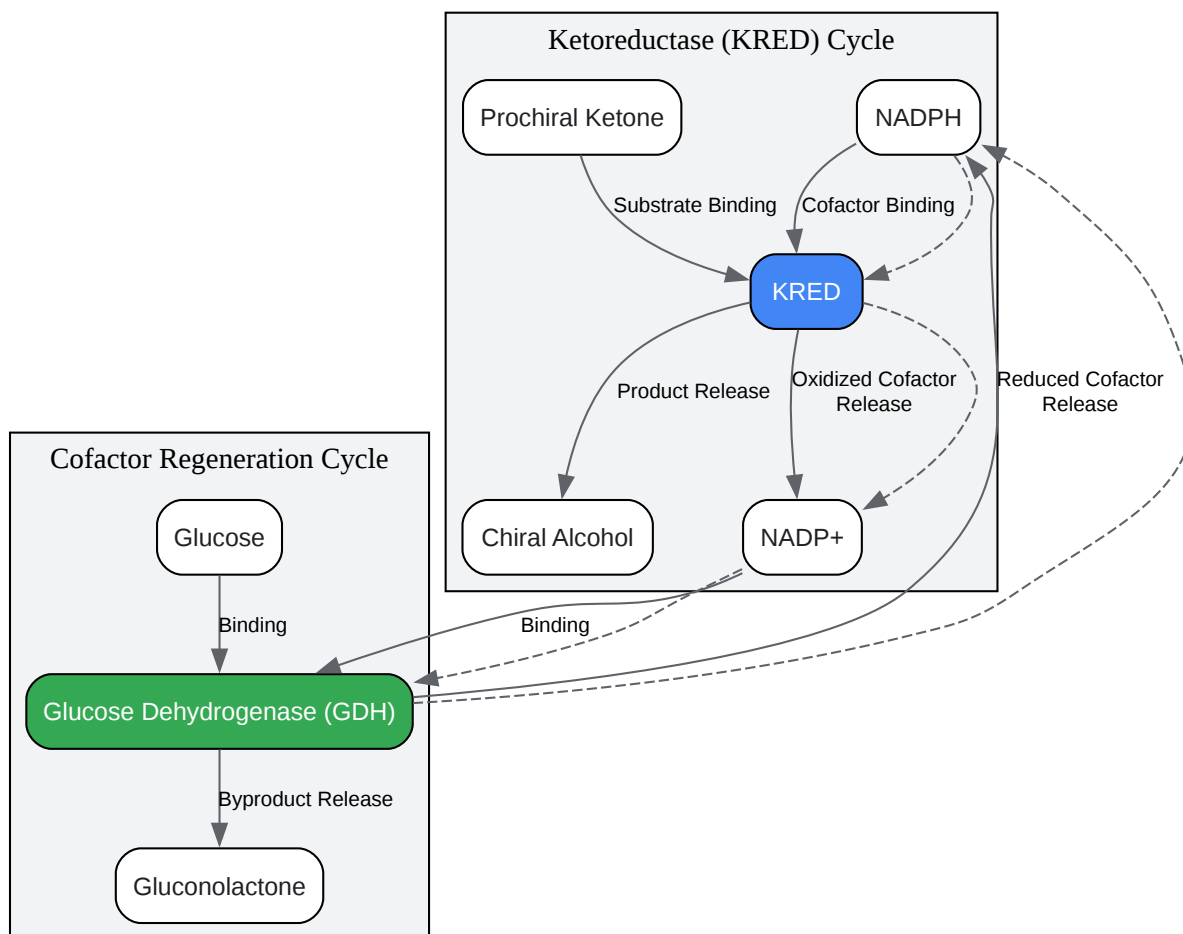 Ketoreductase (KRED) Cycle
Prochiral Ketone
NADPH
Substrate Binding
Cofactor Binding
KRED
Product Release
Oxidized Cofactor
Release
Reduced Cofactor
Release
Chiral Alcohol
NADP+
Cofactor Regeneration Cycle
Glucose
Binding
Binding
Glucose Dehydrogenase (GDH)
Byproduct Release
Gluconolactone